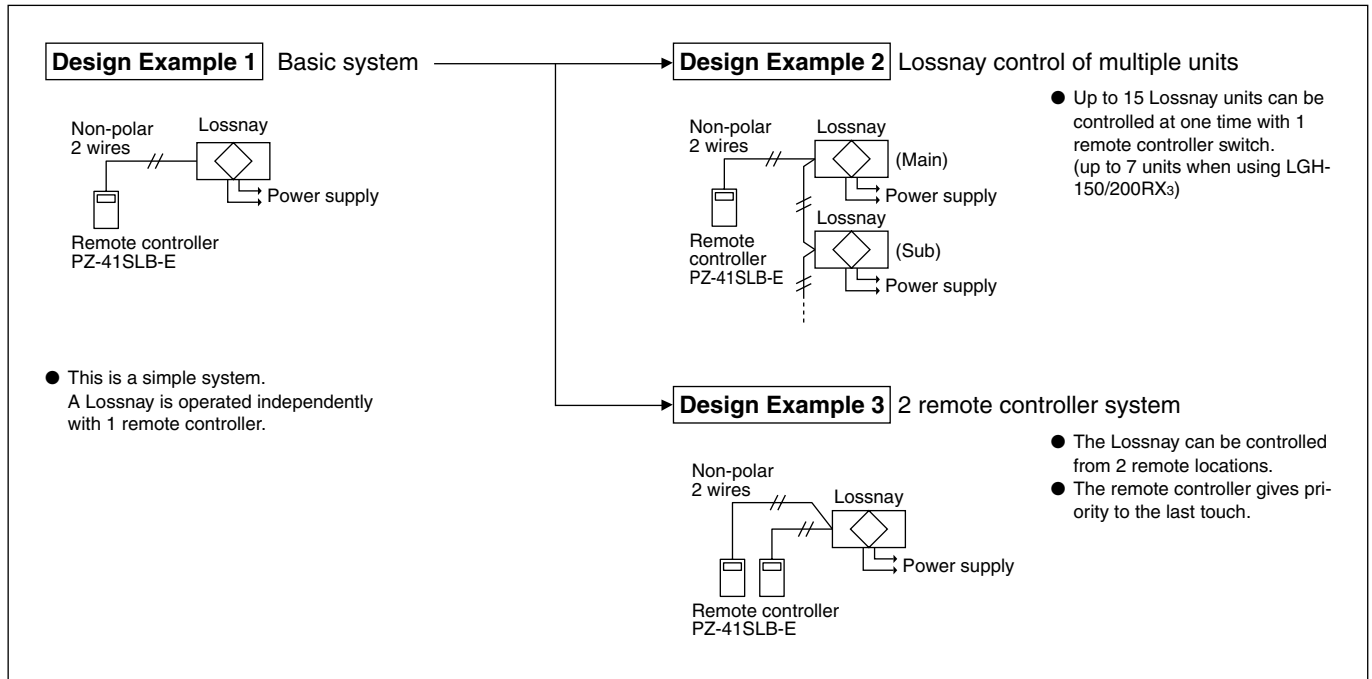 Design Example 1 Basic system
Non-polar
2 wires
Lossnay
Power supply
Remote controller
PZ-41SLB-E
● This is a simple system.
A Lossnay is operated independently
with 1 remote controller.
Design Example 2 Lossnay control of multiple units
Non-polar
2 wires
Lossnay
(Main)
Power supply
Lossnay
(Sub)
Power supply
Remote
controller
PZ-41SLB-E
● Up to 15 Lossnay units can be
controlled at one time with 1
remote controller switch.
(up to 7 units when using LGH-
150/200RX3)
Design Example 3 2 remote controller system
Non-polar
2 wires
Lossnay
Power supply
Remote controller
PZ-41SLB-E
● The Lossnay can be controlled
from 2 remote locations.
● The remote controller gives pri-
ority to the last touch.